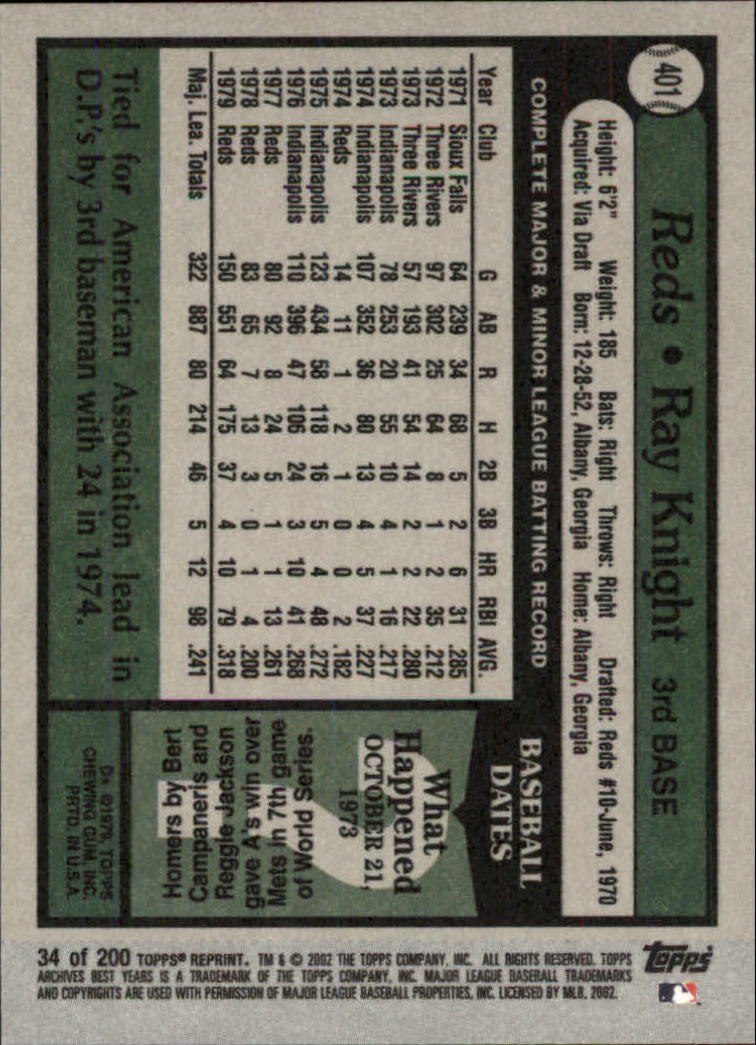 401
Reds • Ray Knight 3rd BASE
Height: 6'2" Weight: 185 Bats: Right Throws: Right Drafted: Reds #10-June, 1970
Acquired: Via Draft Born: 12-28-52, Albany, Georgia Home: Albany, Georgia
COMPLETE MAJOR & MINOR LEAGUE BATTING RECORD
Year Club G AB R H 2B 3B HR RBI AVG.
1971 Sioux Falls 64 239 34 68 5 2 6 31 .285
1972 Three Rivers 97 302 25 64 8 1 2 35 .212
1973 Three Rivers 57 193 41 54 14 2 2 22 .280
1973 Indianapolis 78 253 20 55 10 4 1 16 .217
1974 Indianapolis 107 352 36 80 13 4 5 37 .227
1974 Reds 14 11 1 2 1 0 0 2 .182
1975 Indianapolis 123 434 58 118 16 5 4 48 .272
1976 Indianapolis 110 396 47 106 24 3 10 41 .268
1977 Reds 80 92 8 24 5 1 1 13 .261
1978 Reds 83 65 7 13 3 0 1 4 .200
1979 Reds 150 551 64 175 37 4 10 79 .318
Maj. Lea. Totals 322 887 80 214 46 5 12 98 .241
Tied for American Association lead in
D.P.'s by 3rd baseman with 24 in 1974.
BASEBALL
DATES
What
Happened
OCTOBER 21,
1973
?
Homers by Bert
Campaneris and
Reggie Jackson
gave A's win over
Mets in 7th game
of World Series.
D* ©1979, TOPPS
CHEWING GUM, INC.
PRTD. IN U.S.A.
34 of 200 TOPPS® REPRINT. TM & © 2002 THE TOPPS COMPANY, INC. ALL RIGHTS RESERVED. TOPPS
ARCHIVES BEST YEARS IS A TRADEMARK OF THE TOPPS COMPANY, INC. MAJOR LEAGUE BASEBALL TRADEMARKS
AND COPYRIGHTS ARE USED WITH PERMISSION OF MAJOR LEAGUE BASEBALL PROPERTIES, INC. LICENSED BY MLB, 2002.
Topps